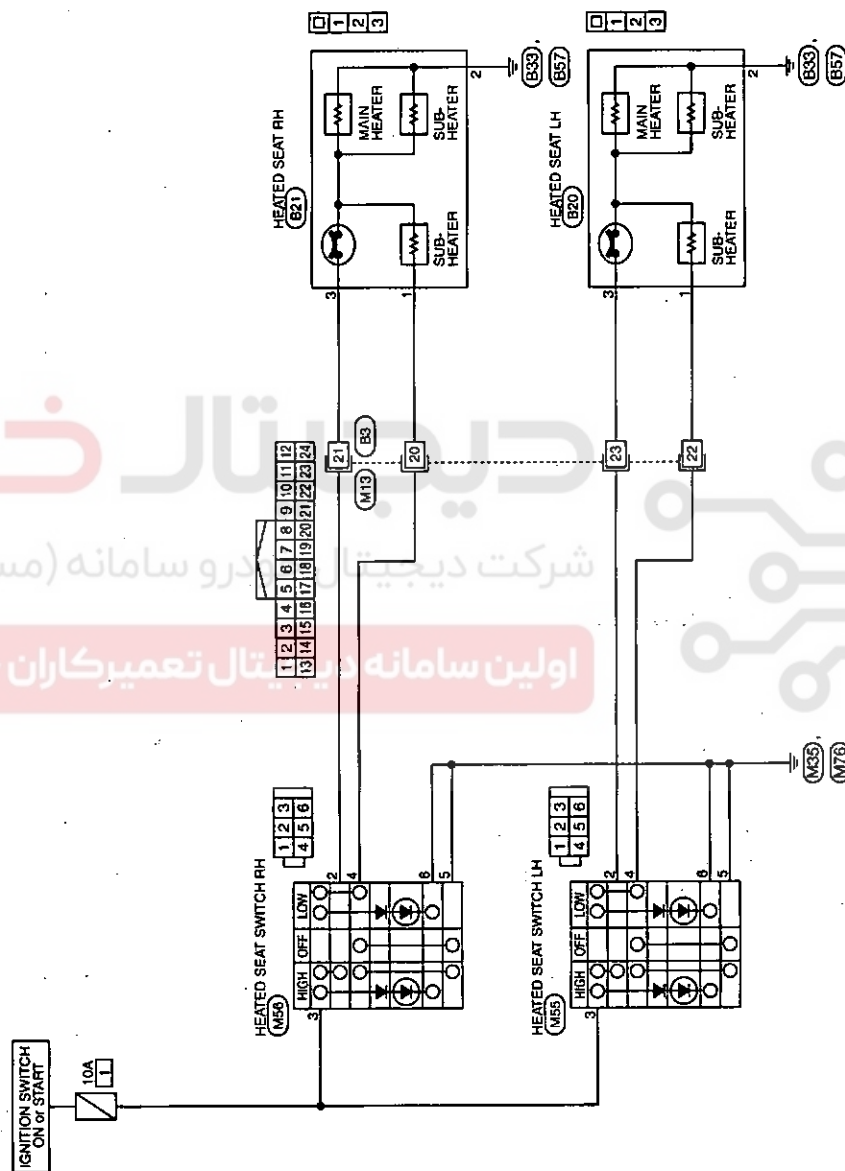 IGNITION SWITCH
ON or START
10A
1
HEATED SEAT SWITCH RH
M56
HIGH OFF LOW
3
2
4
6
5
1 2 3
4 5 6
HEATED SEAT SWITCH LH
M55
HIGH OFF LOW
3
2
4
6
5
1 2 3
4 5 6
M35,
M76
1 2 3 4 5 6 7 8 9 10 11 12
13 14 15 16 17 18 19 20 21 22 23 24
M13
B3
21
20
23
22
HEATED SEAT RH
B21
3
1
2
MAIN
HEATER
SUB-
HEATER
SUB-
HEATER
1 2 3
B33,
B57
HEATED SEAT LH
B20
3
1
2
MAIN
HEATER
SUB-
HEATER
SUB-
HEATER
1 2 3
B33,
B57
دیجیتال خ
شرکت دیجیتال خودرو سامانه (مس
اولین سامانه دیجیتال تعمیرکاران